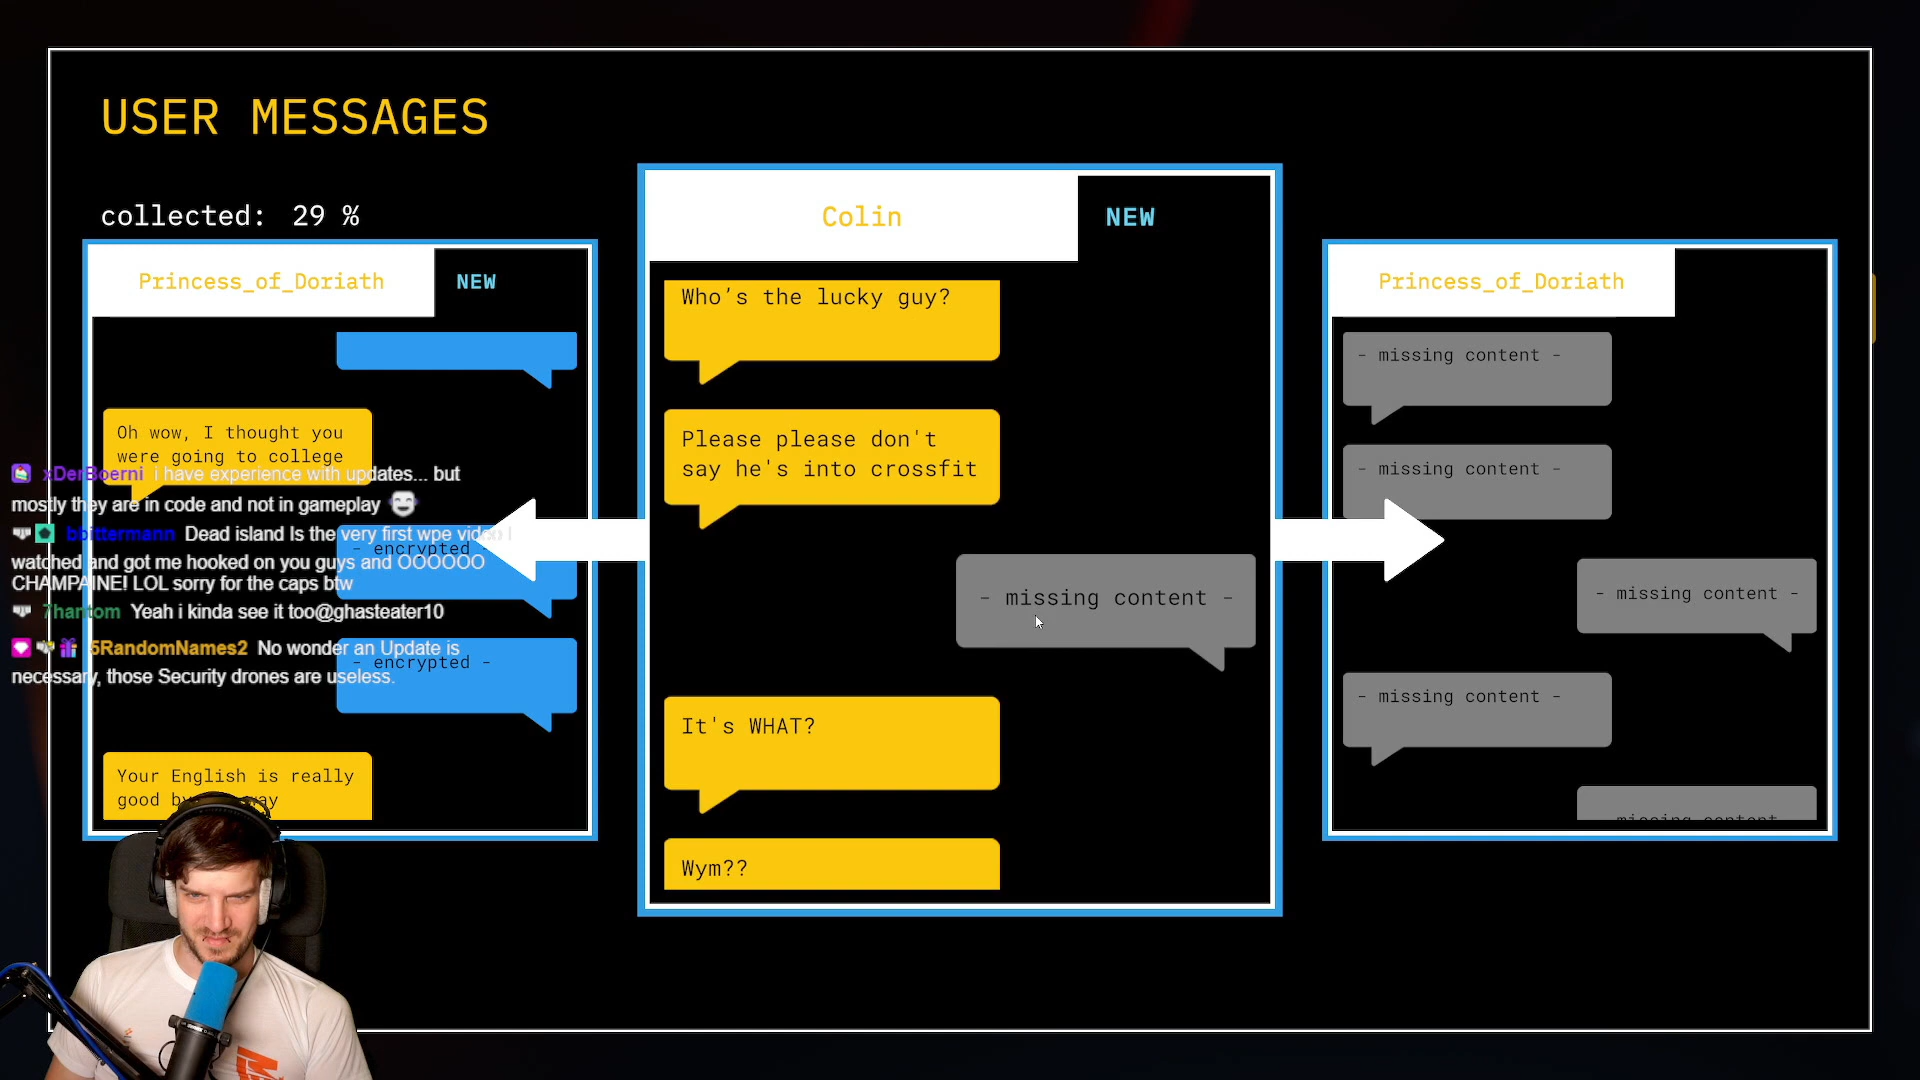 USER MESSAGES
collected: 29 %
Princess_of_Doriath
NEW
Oh wow, I thought you
were going to college
- encrypted -
- encrypted -
Your English is really
good by
xDerBoerni i have experience with updates... but
mostly they are in code and not in gameplay
bbittermann Dead island Is the very first wpe video I
watched and got me hooked on you guys and OOOOOO
CHAMPAINE! LOL sorry for the caps btw
7hantom Yeah i kinda see it too@ghasteater10
5RandomNames2 No wonder an Update is
necessary, those Security drones are useless.
Colin
NEW
Who's the lucky guy?
Please please don't
say he's into crossfit
- missing content -
It's WHAT?
Wym??
Princess_of_Doriath
- missing content -
- missing content -
- missing content -
- missing content -
missing content